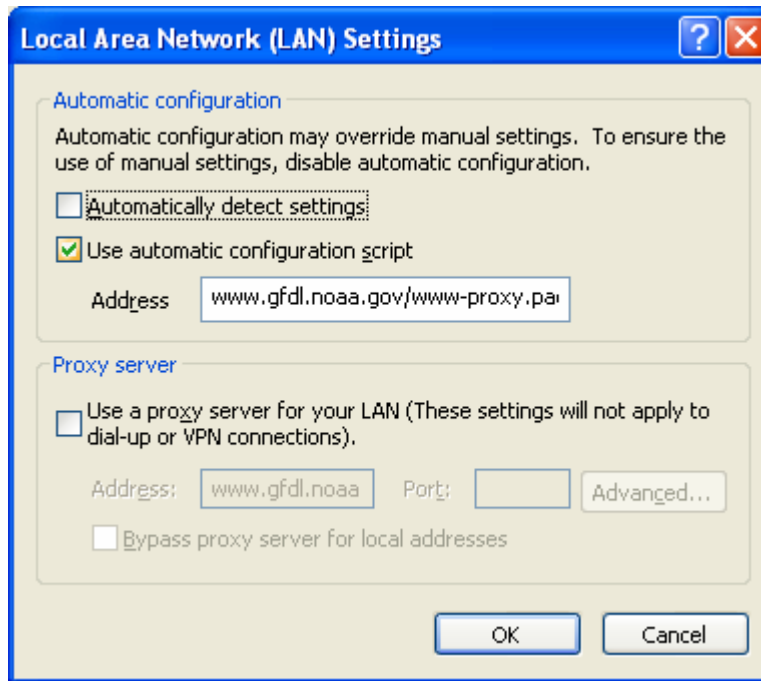 Local Area Network (LAN) Settings
Automatic configuration
Automatic configuration may override manual settings. To ensure the
use of manual settings, disable automatic configuration.
Automatically detect settings
Use automatic configuration script
Address www.gfdl.noaa.gov/www-proxy.pa
Proxy server
Use a proxy server for your LAN (These settings will not apply to
dial-up or VPN connections).
Address: www.gfdl.noaa Port: Advanced...
Bypass proxy server for local addresses
OK Cancel